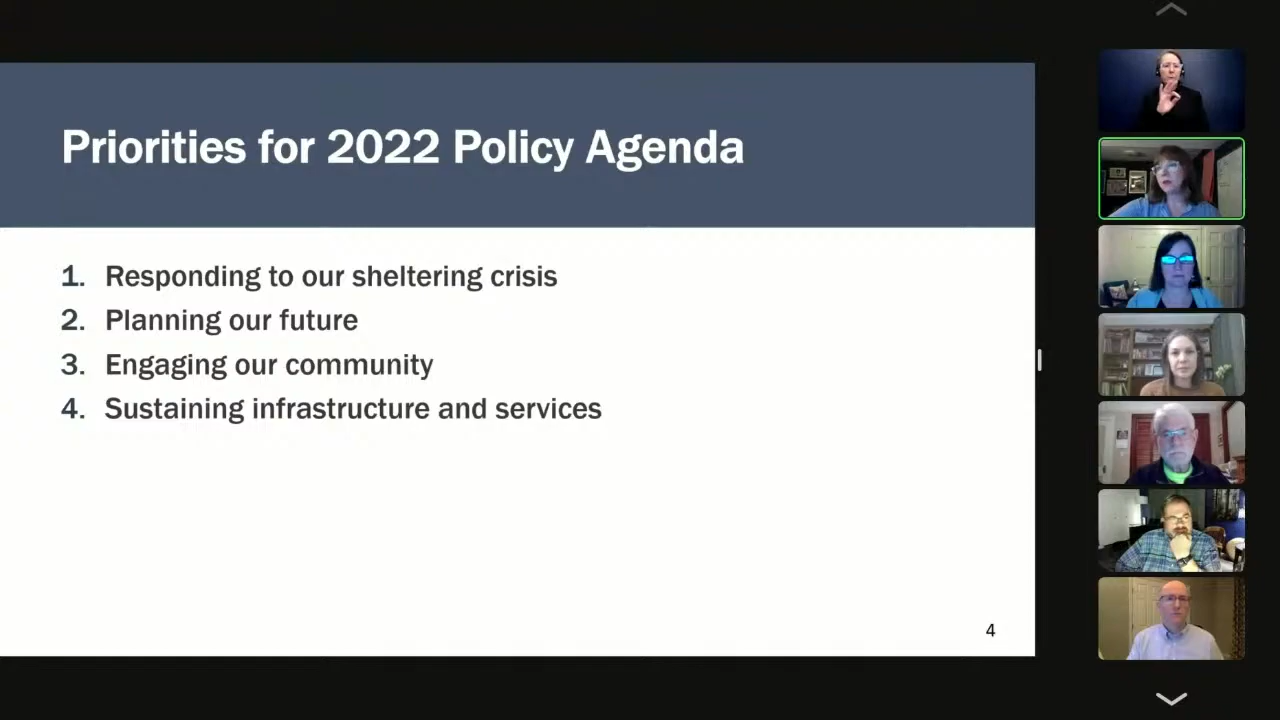 Priorities for 2022 Policy Agenda
1. Responding to our sheltering crisis
2. Planning our future
3. Engaging our community
4. Sustaining infrastructure and services
4